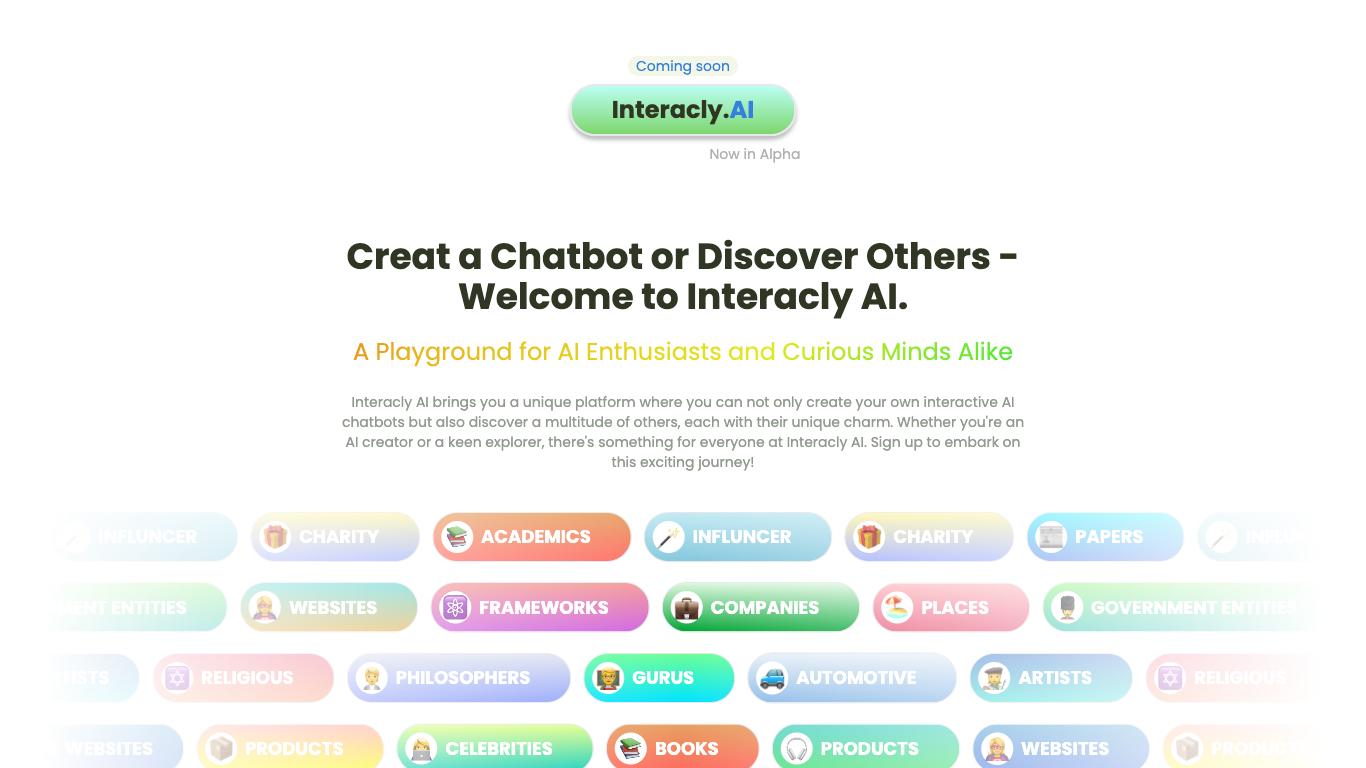 Coming soon
Interacly.AI
Now in Alpha
Creat a Chatbot or Discover Others -
Welcome to Interacly AI.
A Playground for AI Enthusiasts and Curious Minds Alike
Interacly AI brings you a unique platform where you can not only create your own interactive AI
chatbots but also discover a multitude of others, each with their unique charm. Whether you're an
AI creator or a keen explorer, there's something for everyone at Interacly AI. Sign up to embark on
this exciting journey!
INFLUNCER CHARITY ACADEMICS INFLUNCER CHARITY PAPERS INFLUN
MENT ENTITIES WEBSITES FRAMEWORKS COMPANIES PLACES GOVERNMENT ENTITIES
TISTS RELIGIOUS PHILOSOPHERS GURUS AUTOMOTIVE ARTISTS RELIGIOUS
WEBSITES PRODUCTS CELEBRITIES BOOKS PRODUCTS WEBSITES PRODUCTS